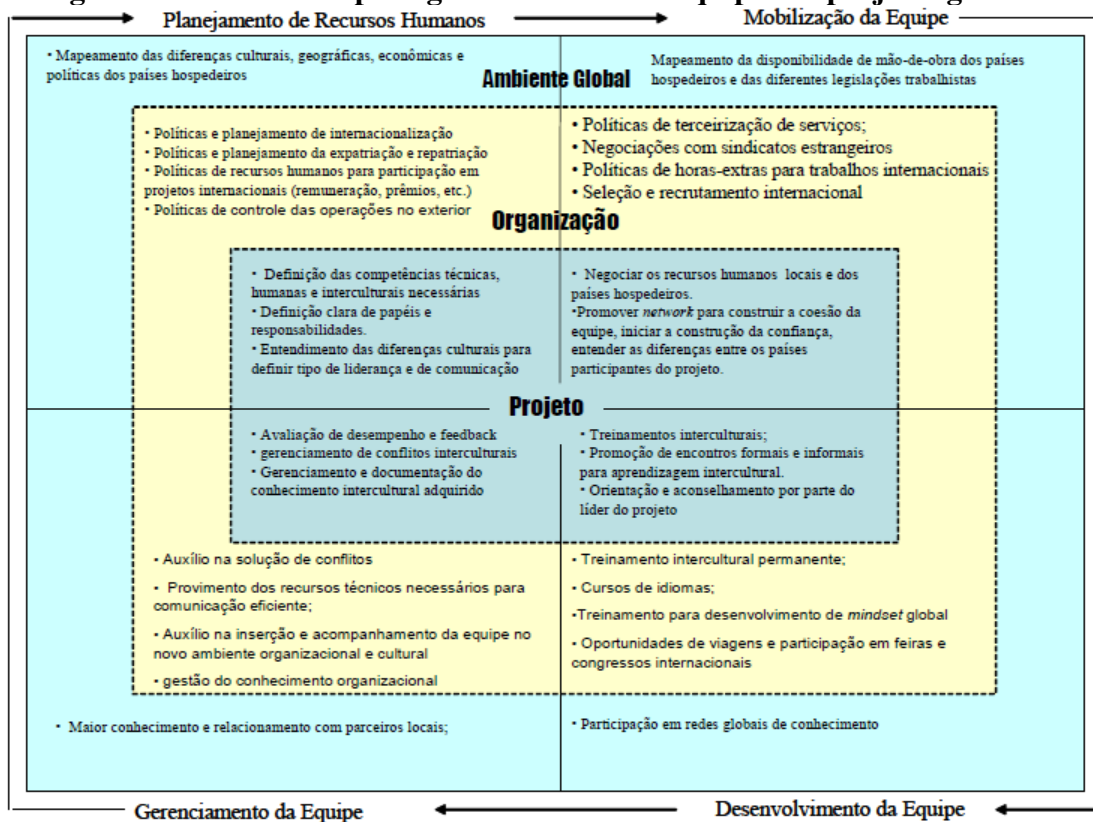 Planejamento de Recursos Humanos
Mobilização da Equipe
• Mapeamento das diferenças culturais, geográficas, econômicas e
políticas dos países hospedeiros
Mapeamento da disponibilidade de mão-de-obra dos países
hospedeiros e das diferentes legislações trabalhistas
Ambiente Global
• Políticas e planejamento de internacionalização
• Políticas e planejamento da expatriação e repatriação
• Políticas de recursos humanos para participação em
projetos internacionais (remuneração, prêmios, etc.)
• Políticas de controle das operações no exterior
• Políticas de terceirização de serviços;
• Negociações com sindicatos estrangeiros
• Políticas de horas-extras para trabalhos internacionais
• Seleção e recrutamento internacional
Organização
• Definição das competências técnicas,
humanas e interculturais necessárias
• Definição clara de papéis e
responsabilidades.
• Entendimento das diferenças culturais para
definir tipo de liderança e de comunicação
• Negociar os recursos humanos locais e dos
países hospedeiros.
•Promover network para construir a coesão da
equipe, iniciar a construção da confiança,
entender as diferenças entre os países
participantes do projeto.
Projeto
• Avaliação de desempenho e feedback
• gerenciamento de conflitos interculturais
• Gerenciamento e documentação do
conhecimento intercultural adquirido
• Treinamentos interculturais;
• Promoção de encontros formais e informais
para aprendizagem intercultural.
• Orientação e aconselhamento por parte do
líder do projeto
• Auxílio na solução de conflitos
• Provimento dos recursos técnicos necessários para
comunicação eficiente;
• Auxílio na inserção e acompanhamento da equipe no
novo ambiente organizacional e cultural
• gestão do conhecimento organizacional
• Treinamento intercultural permanente;
• Cursos de idiomas;
•Treinamento para desenvolvimento de mindset global
• Oportunidades de viagens e participação em feiras e
congressos internacionais
• Maior conhecimento e relacionamento com parceiros locais;
• Participação em redes globais de conhecimento
Gerenciamento da Equipe
Desenvolvimento da Equipe